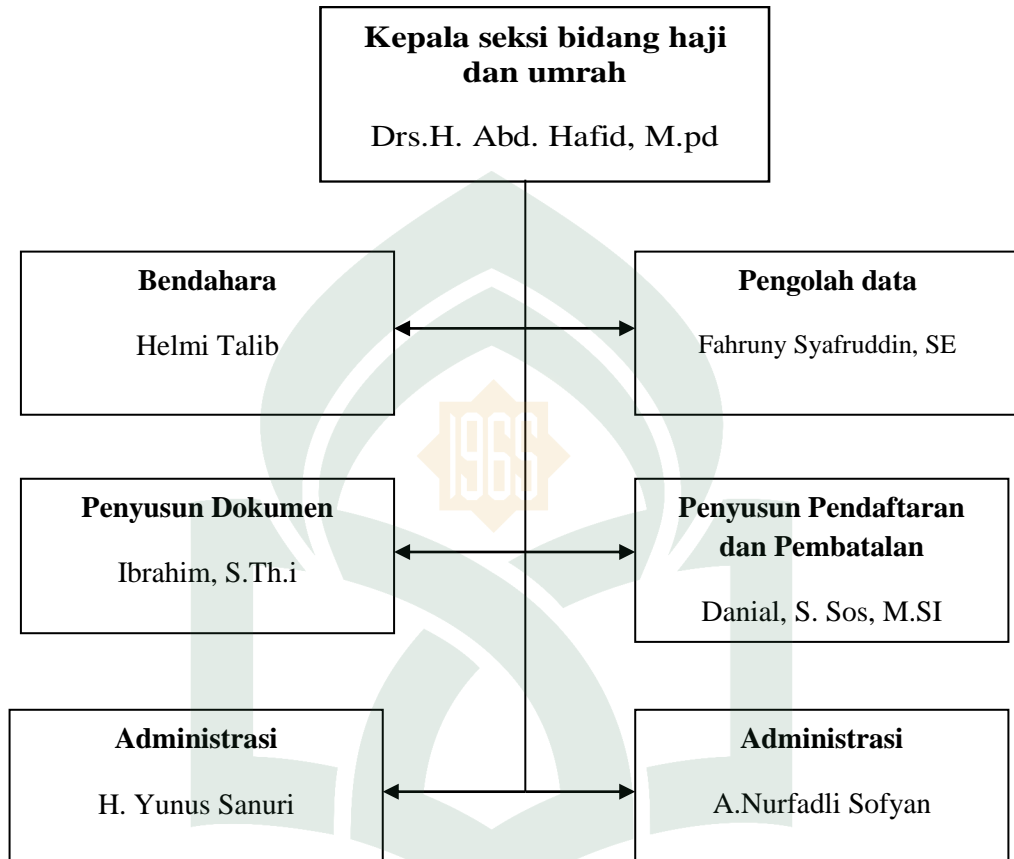 Kepala seksi bidang haji
dan umrah
Drs.H. Abd. Hafid, M.pd
Bendahara
Helmi Talib
Pengolah data
Fahruny Syafruddin, SE
1965
Penyusun Dokumen
Ibrahim, S.Th.i
Penyusun Pendaftaran
dan Pembatalan
Danial, S. Sos, M.SI
Administrasi
H. Yunus Sanuri
Administrasi
A.Nurfadli Sofyan